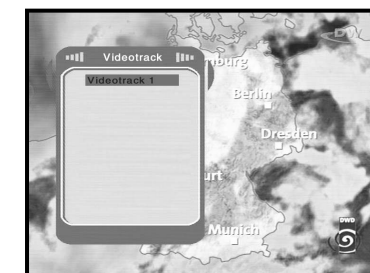 Videotrack
Videotrack 1
burg
Berlin
Dresden
urt
Munich
DWD